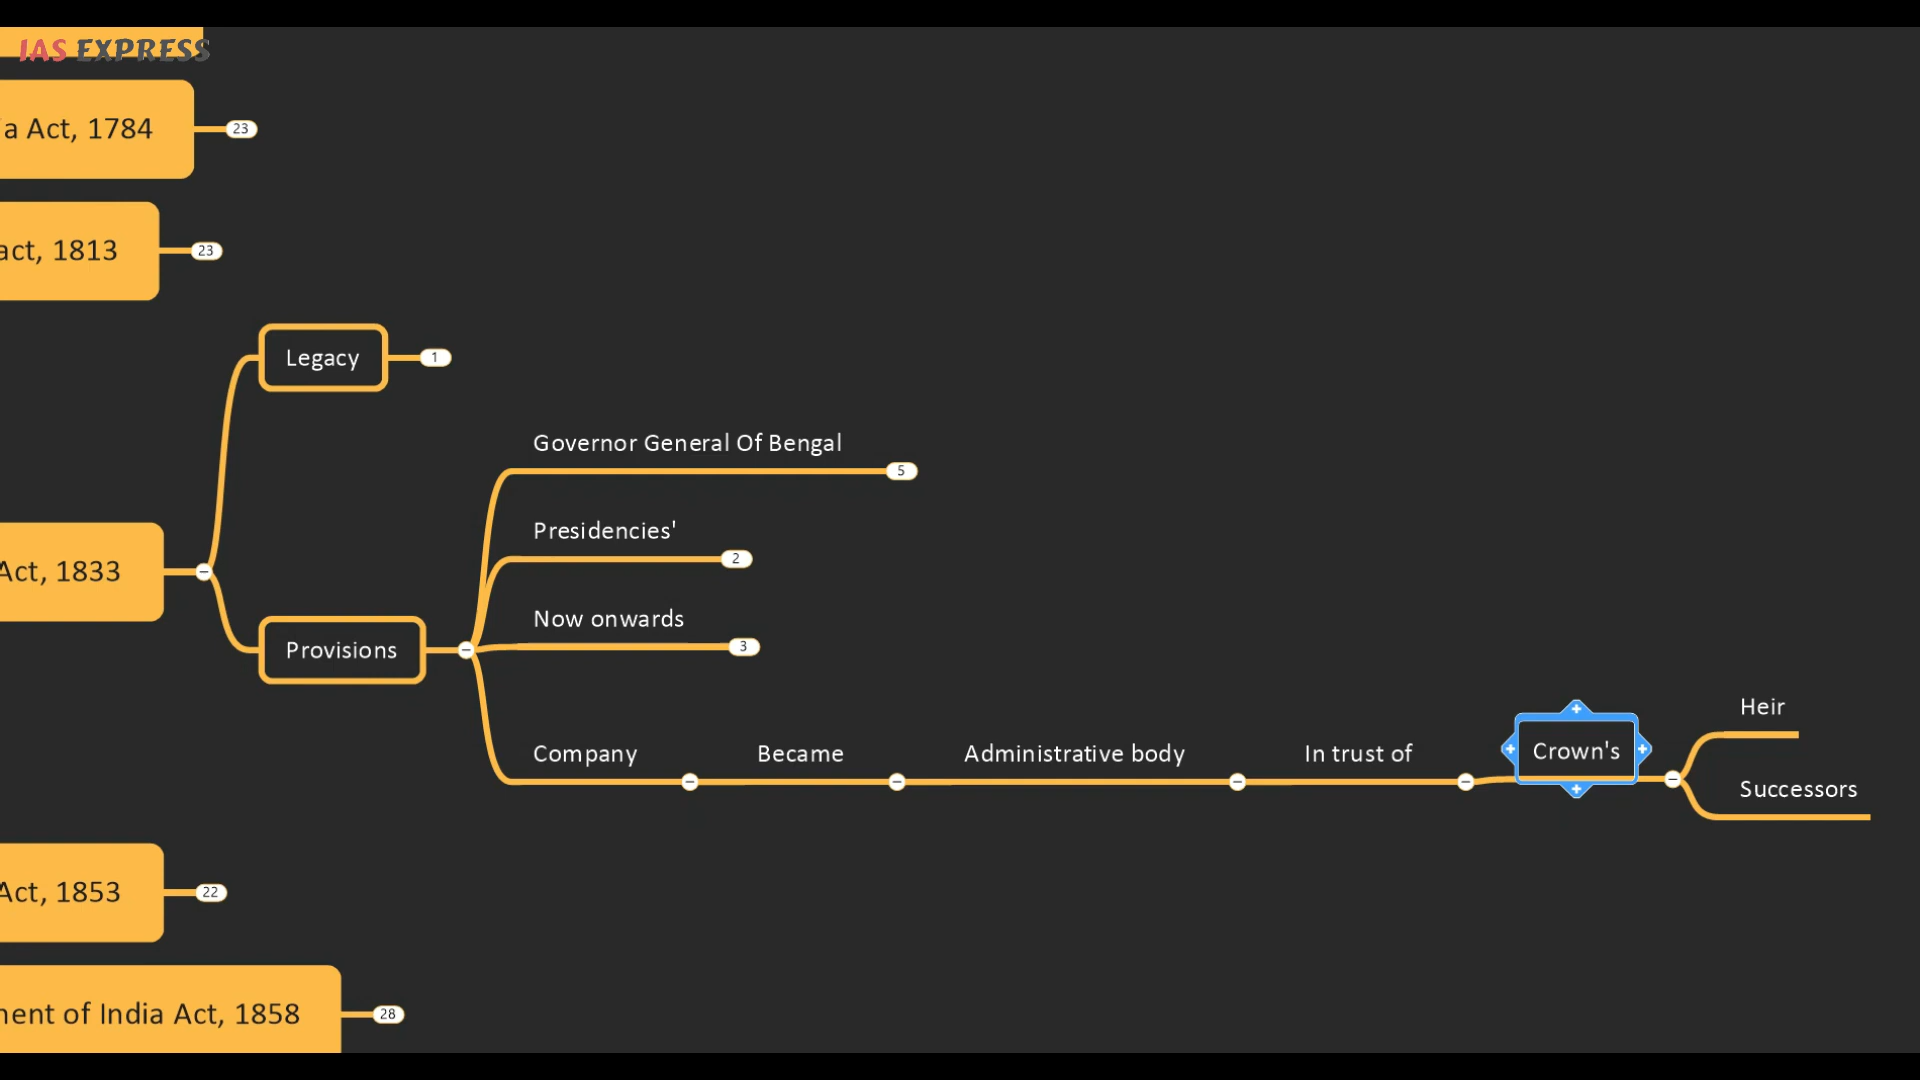 IAS EXPRESS
a Act, 1784
23
act, 1813
23
Legacy
1
Governor General Of Bengal
5
Presidencies'
2
Act, 1833
Now onwards
3
Provisions
Heir
Company
Became
Administrative body
In trust of
Crown's
Successors
Act, 1853
22
ment of India Act, 1858
28